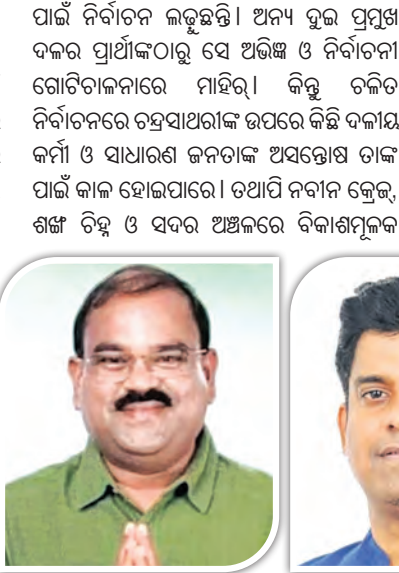 ପାଇଁ ନିର୍ବାଚନ ଲଢୁଛନ୍ତି। ଅନ୍ୟ ଦୁଇ ପ୍ରମୁଖ
ଦଳର ପ୍ରାର୍ଥୀଙ୍କଠାରୁ ସେ ଅଭିଜ୍ଞ ଓ ନିର୍ବାଚନୀ
ଗୋଟିଚାଳନାରେ ମାହିର୍। କିନ୍ତୁ ଚଳିତ
ନିର୍ବାଚନରେ ଚନ୍ଦ୍ରସାଥରୀଙ୍କ ଉପରେ କିଛି ଦଳୀୟ
କର୍ମୀ ଓ ସାଧାରଣ ଜନତାଙ୍କ ଅସନ୍ତୋଷ ତାଙ୍କ
ପାଇଁ କାଳ ହୋଇପାରେ। ତଥାପି ନବୀନ କ୍ରେଜ୍,
ଶଙ୍ଖ ଚିହ୍ନ ଓ ସଦର ଅଞ୍ଚଳରେ ବିକାଶମୂଳକ